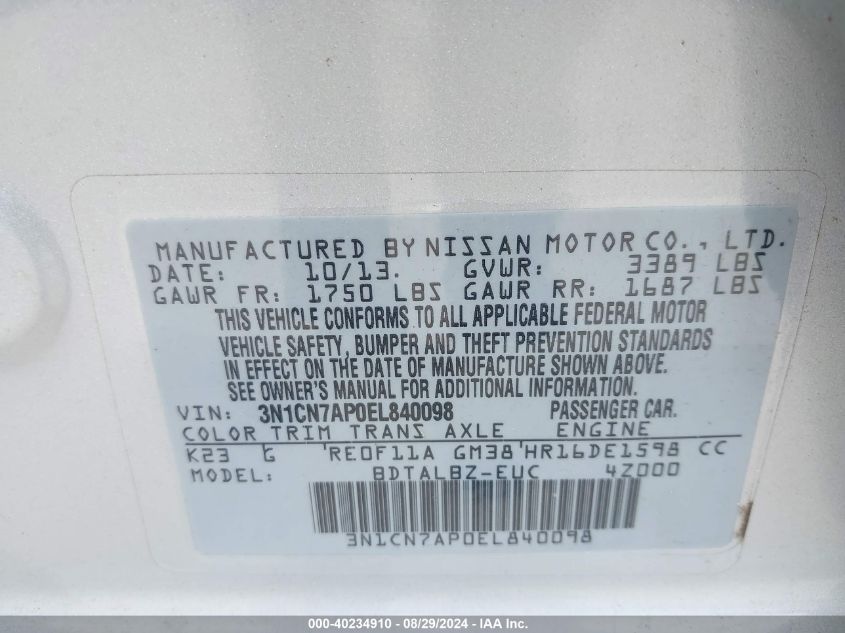 MANUFACTURED BY NISSAN MOTOR CO., LTD.
DATE: 10/13. GVWR: 3389 LBS
GAWR FR: 1750 LBS GAWR RR: 1687 LBS
THIS VEHICLE CONFORMS TO ALL APPLICABLE FEDERAL MOTOR
VEHICLE SAFETY, BUMPER AND THEFT PREVENTION STANDARDS
IN EFFECT ON THE DATE OF MANUFACTURE SHOWN ABOVE.
SEE OWNER'S MANUAL FOR ADDITIONAL INFORMATION.
VIN: 3N1CN7AP0EL840098 PASSENGER CAR.
COLOR TRIM TRANS AXLE ENGINE
K23 G 'RE0F11A GM38'HR16DE1598 CC
MODEL: BDTALBZ-EUC 4Z000
3N1CN7AP0EL840098
000-40234910 - 08/29/2024 - IAA Inc.